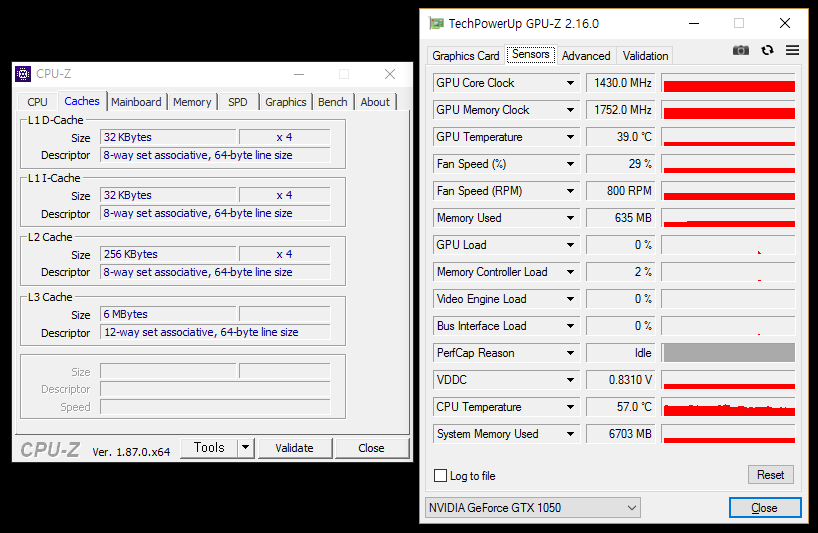 CPU-Z
CPU Caches Mainboard Memory SPD Graphics Bench About
L1 D-Cache
Size 32 KBytes x 4
Descriptor 8-way set associative, 64-byte line size
L1 I-Cache
Size 32 KBytes x 4
Descriptor 8-way set associative, 64-byte line size
L2 Cache
Size 256 KBytes x 4
Descriptor 8-way set associative, 64-byte line size
L3 Cache
Size 6 MBytes
Descriptor 12-way set associative, 64-byte line size
Size
Descriptor
Speed
CPU-Z Ver. 1.87.0.x64 Tools Validate Close
TechPowerUp GPU-Z 2.16.0
Graphics Card Sensors Advanced Validation
GPU Core Clock 1430.0 MHz
GPU Memory Clock 1752.0 MHz
GPU Temperature 39.0 °C
Fan Speed (%) 29 %
Fan Speed (RPM) 800 RPM
Memory Used 635 MB
GPU Load 0 %
Memory Controller Load 2 %
Video Engine Load 0 %
Bus Interface Load 0 %
PerfCap Reason Idle
VDDC 0.8310 V
CPU Temperature 57.0 °C
System Memory Used 6703 MB
Log to file Reset
NVIDIA GeForce GTX 1050 Close